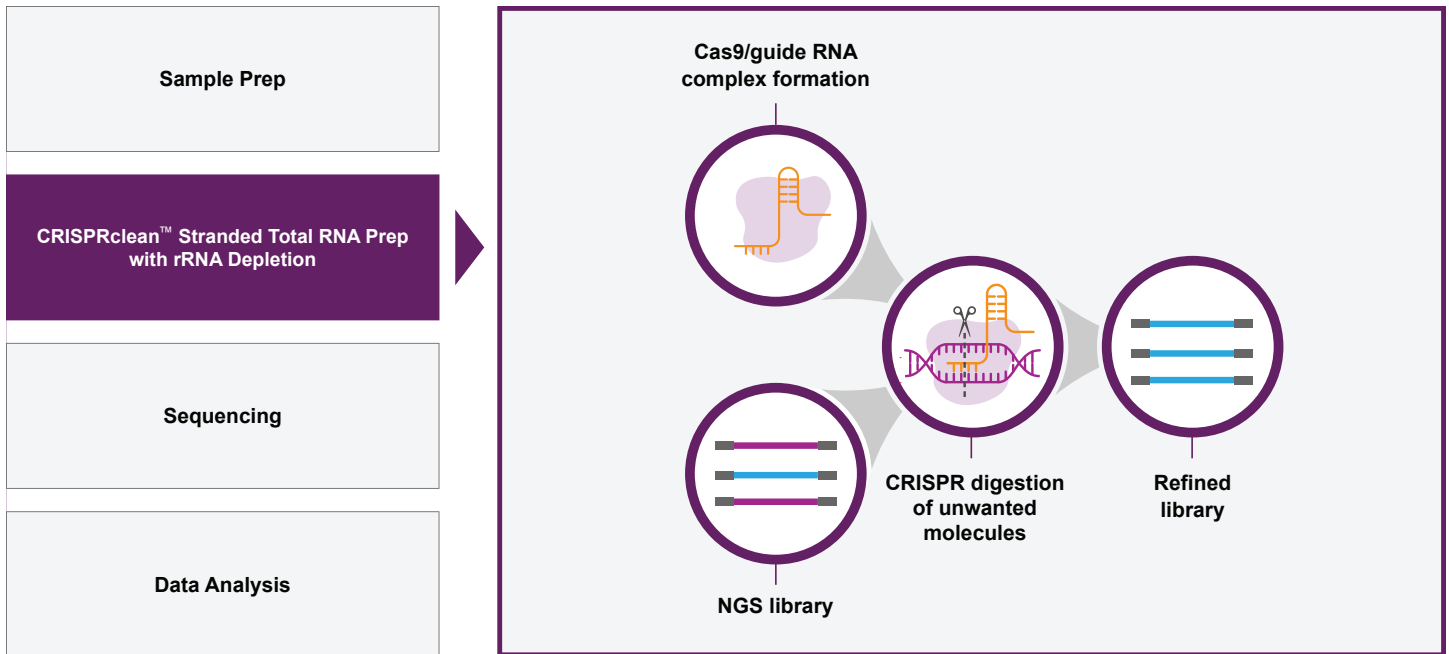 Sample Prep
CRISPRclean™ Stranded Total RNA Prep
with rRNA Depletion
Sequencing
Data Analysis
Cas9/guide RNA
complex formation
NGS library
CRISPR digestion
of unwanted
molecules
Refined
library